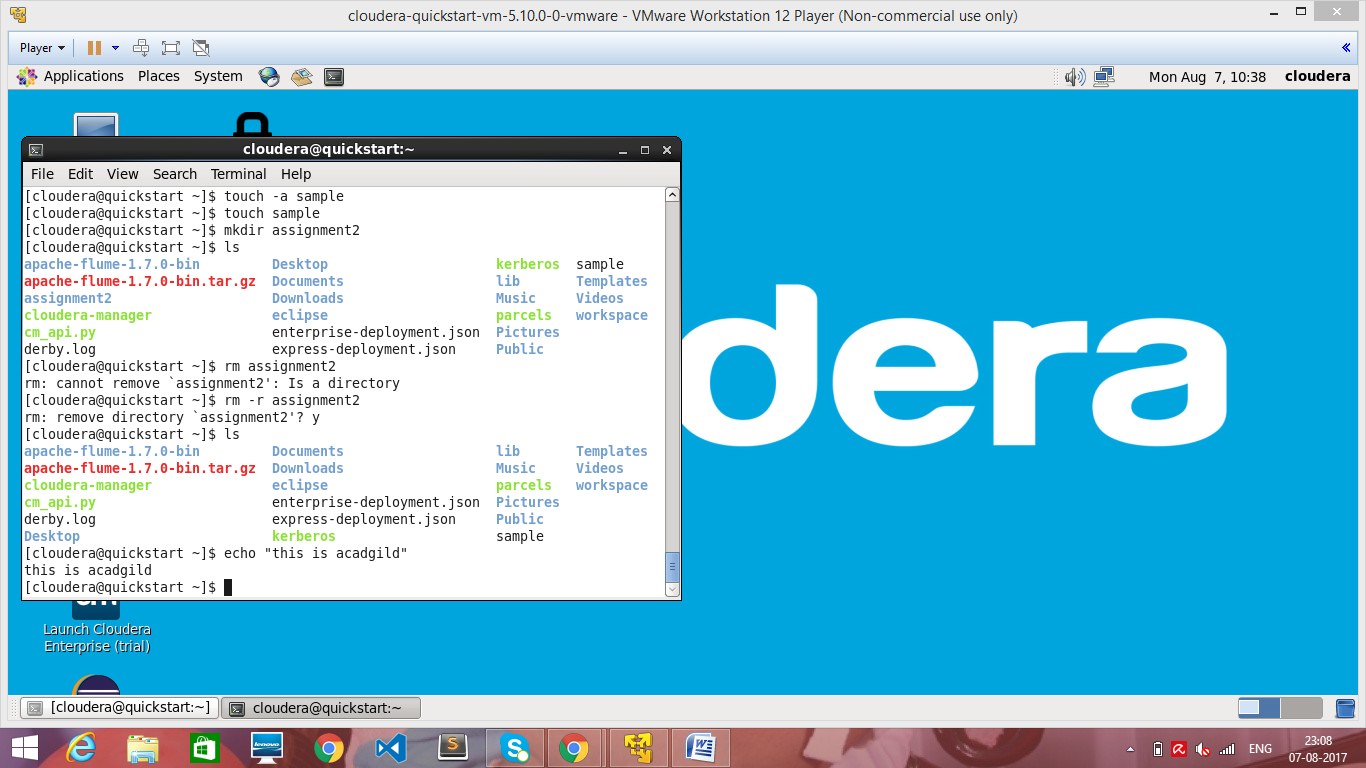 cloudera-quickstart-vm-5.10.0-0-vmware - VMware Workstation 12 Player (Non-commercial use only)
Player
Applications Places System Mon Aug 7, 10:38 cloudera
cloudera@quickstart:~
File Edit View Search Terminal Help
[cloudera@quickstart ~]$ touch -a sample
[cloudera@quickstart ~]$ touch sample
[cloudera@quickstart ~]$ mkdir assignment2
[cloudera@quickstart ~]$ ls
apache-flume-1.7.0-bin Desktop kerberos sample
apache-flume-1.7.0-bin.tar.gz Documents lib Templates
assignment2 Downloads Music Videos
cloudera-manager eclipse parcels workspace
cm_api.py enterprise-deployment.json Pictures
derby.log express-deployment.json Public
[cloudera@quickstart ~]$ rm assignment2
rm: cannot remove `assignment2': Is a directory
[cloudera@quickstart ~]$ rm -r assignment2
rm: remove directory `assignment2'? y
[cloudera@quickstart ~]$ ls
apache-flume-1.7.0-bin Documents lib Templates
apache-flume-1.7.0-bin.tar.gz Downloads Music Videos
cloudera-manager eclipse parcels workspace
cm_api.py enterprise-deployment.json Pictures
derby.log express-deployment.json Public
Desktop kerberos sample
[cloudera@quickstart ~]$ echo "this is acadgild"
this is acadgild
[cloudera@quickstart ~]$
dera
Launch Cloudera
Enterprise (trial)
[cloudera@quickstart:~] cloudera@quickstart:~
lenovo
ENG
23:08
07-08-2017